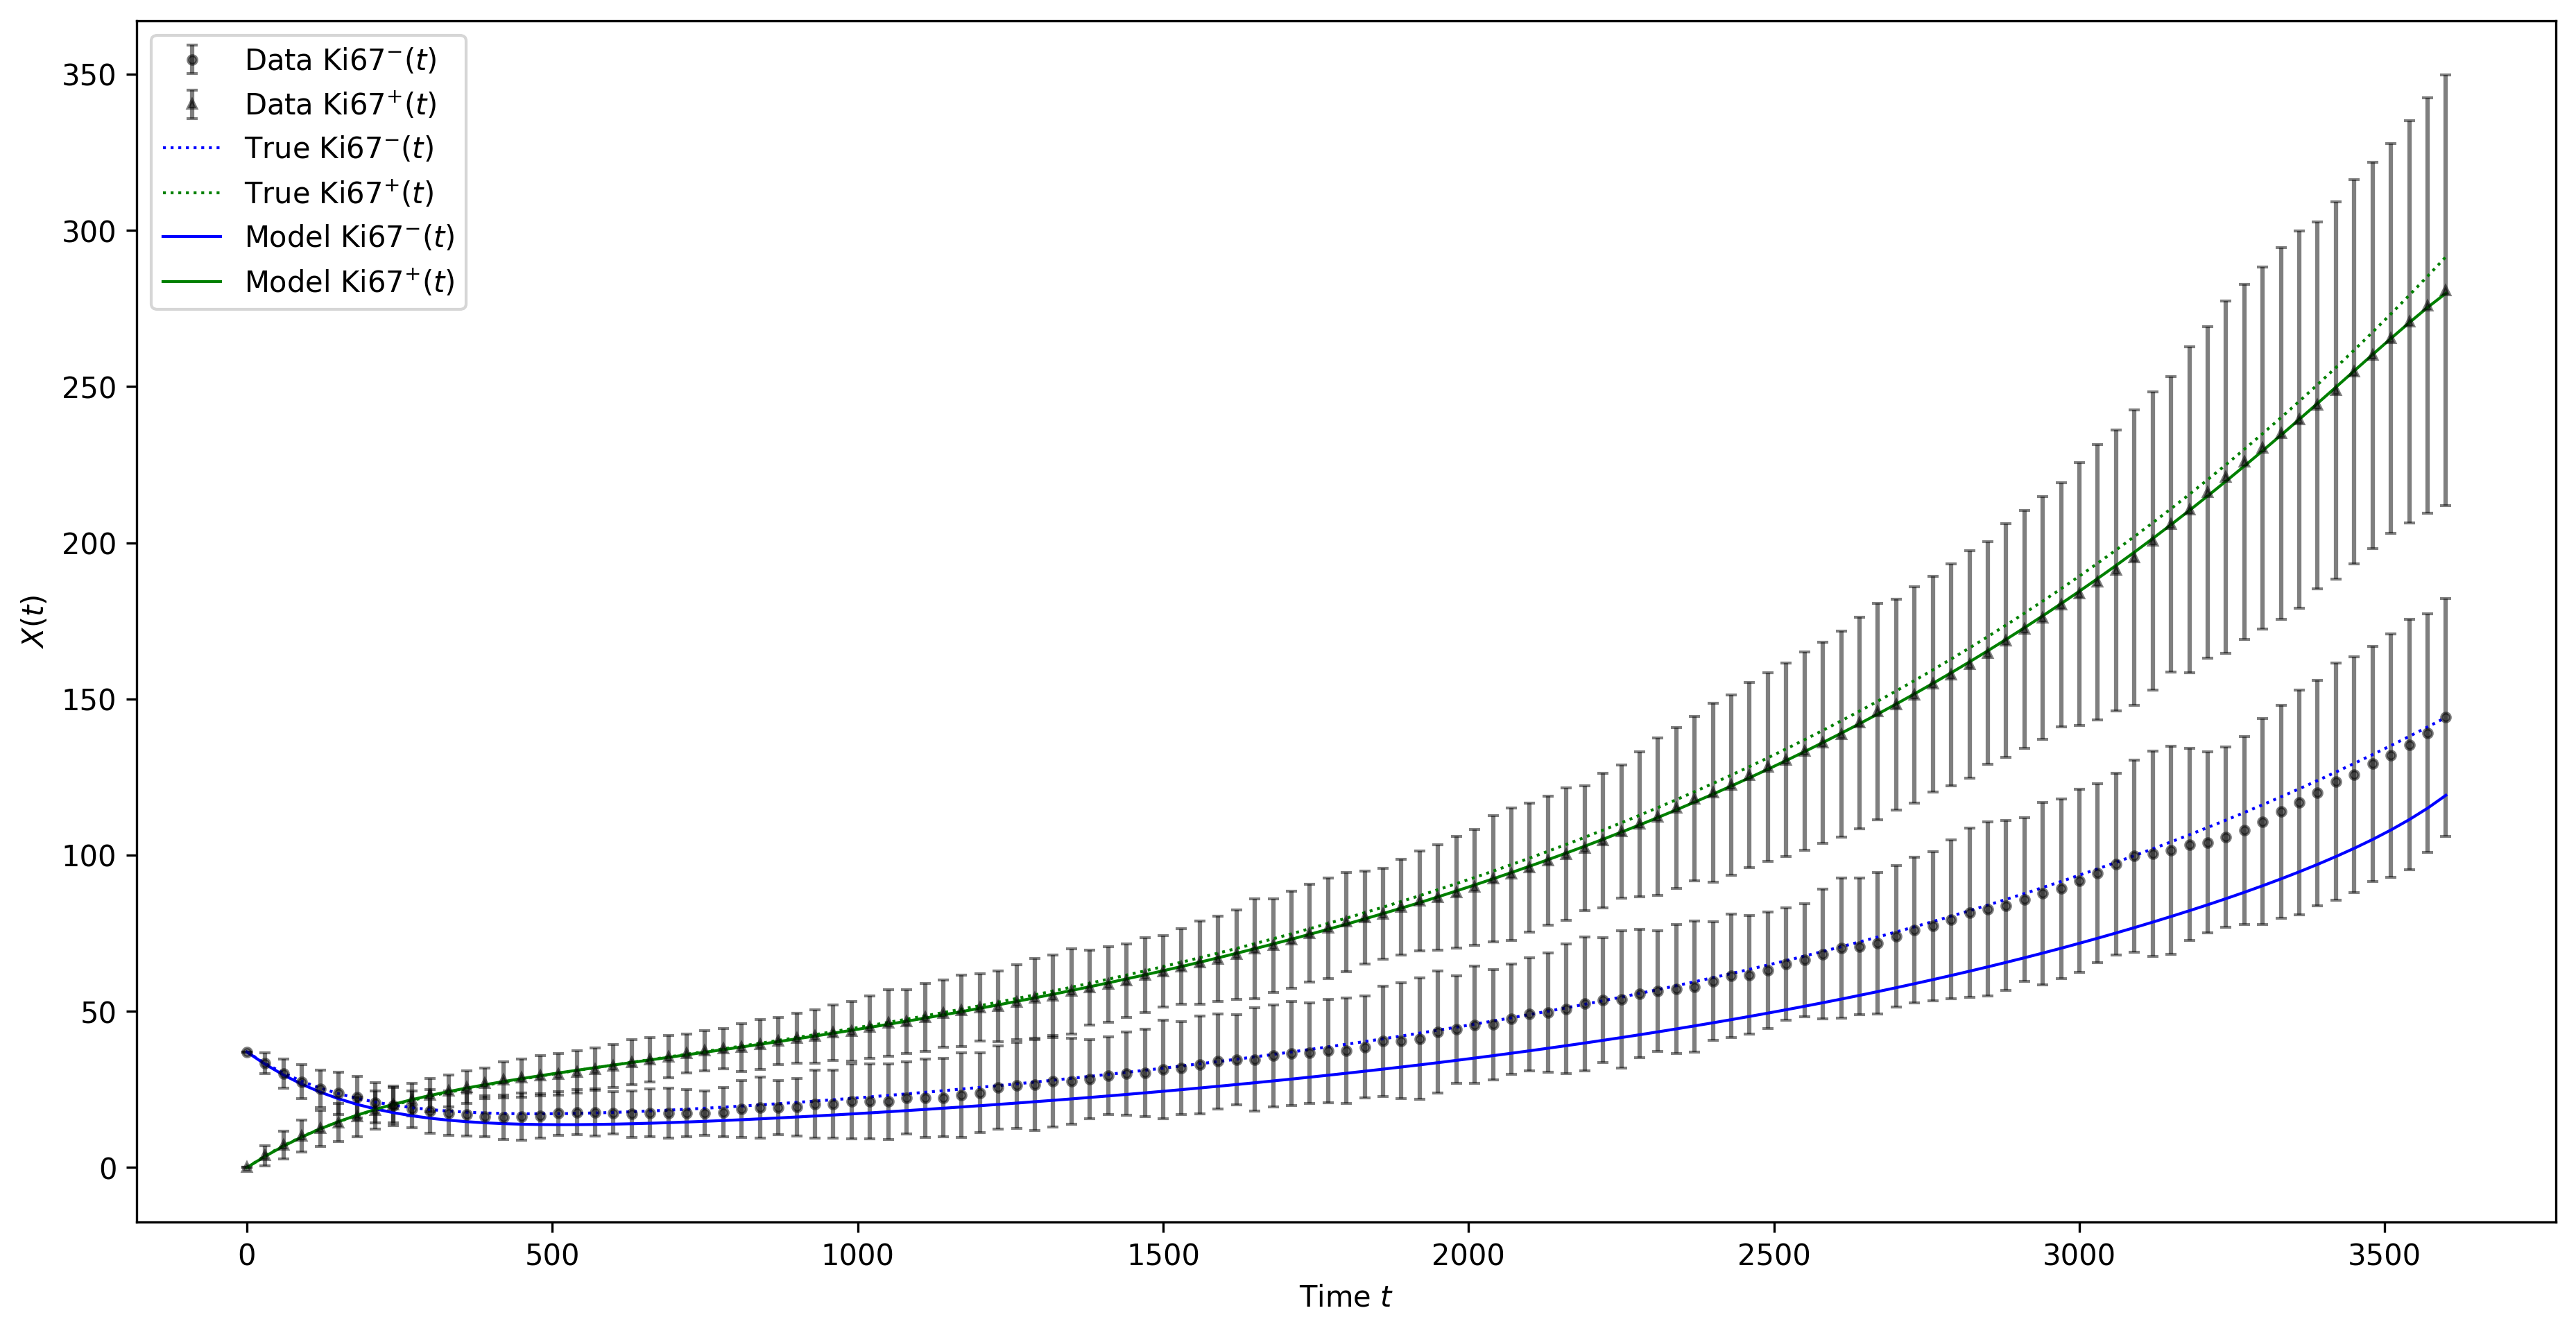 Data Ki67⁻(t)
Data Ki67⁺(t)
True Ki67⁻(t)
True Ki67⁺(t)
Model Ki67⁻(t)
Model Ki67⁺(t)
350
300
250
200
150
100
50
0
X(t)
0 500 1000 1500 2000 2500 3000 3500
Time t